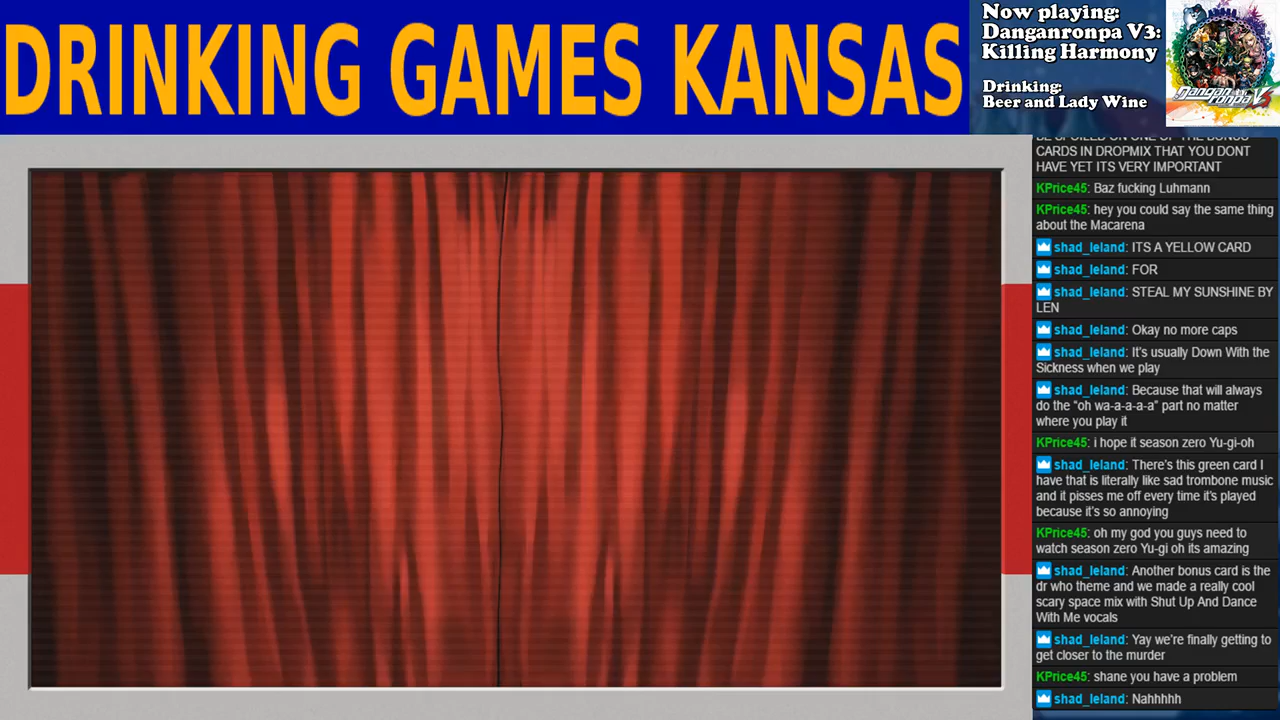 DRINKING GAMES KANSAS
Now playing:
Danganronpa V3:
Killing Harmony
Drinking:
Beer and Lady Wine
Danganronpa V3
BE SPOILED ON ONE OF THE BONUS
CARDS IN DROPMIX THAT YOU DONT
HAVE YET ITS VERY IMPORTANT
KPrice45: Baz fucking Luhmann
KPrice45: hey you could say the same thing
about the Macarena
shad_leland: ITS A YELLOW CARD
shad_leland: FOR
shad_leland: STEAL MY SUNSHINE BY
LEN
shad_leland: Okay no more caps
shad_leland: It's usually Down With the
Sickness when we play
shad_leland: Because that will always
do the “oh wa-a-a-a-a” part no matter
where you play it
KPrice45: i hope it season zero Yu-gi-oh
shad_leland: There's this green card I
have that is literally like sad trombone music
and it pisses me off every time it's played
because it's so annoying
KPrice45: oh my god you guys need to
watch season zero Yu-gi oh its amazing
shad_leland: Another bonus card is the
dr who theme and we made a really cool
scary space mix with Shut Up And Dance
With Me vocals
shad_leland: Yay we're finally getting to
get closer to the murder
KPrice45: shane you have a problem
shad_leland: Nahhhhh